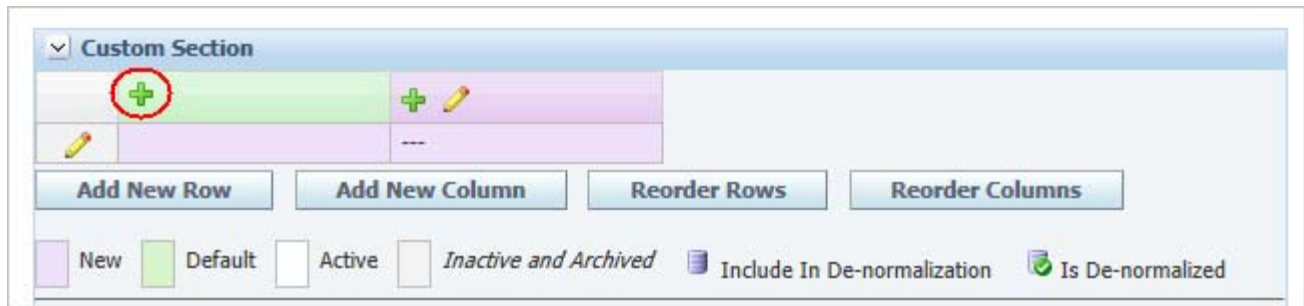 Custom Section
---
Add New Row Add New Column Reorder Rows Reorder Columns
New Default Active Inactive and Archived Include In De-normalization Is De-normalized